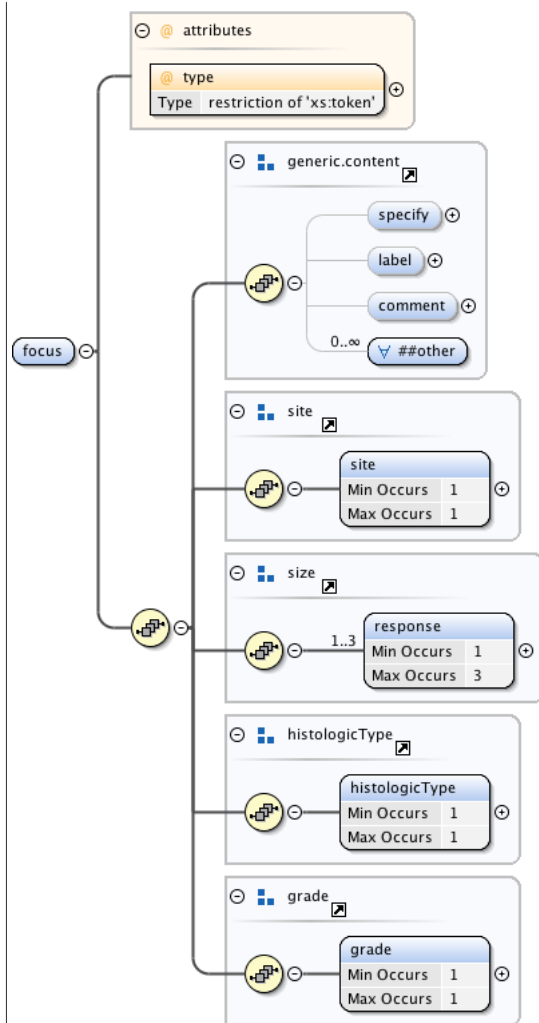 @ attributes
@ type
Type restriction of 'xs:token'
generic.content
specify
label
comment
0..∞
∀ ##other
focus
site
site
Min Occurs 1
Max Occurs 1
size
1..3
response
Min Occurs 1
Max Occurs 3
histologicType
histologicType
Min Occurs 1
Max Occurs 1
grade
grade
Min Occurs 1
Max Occurs 1